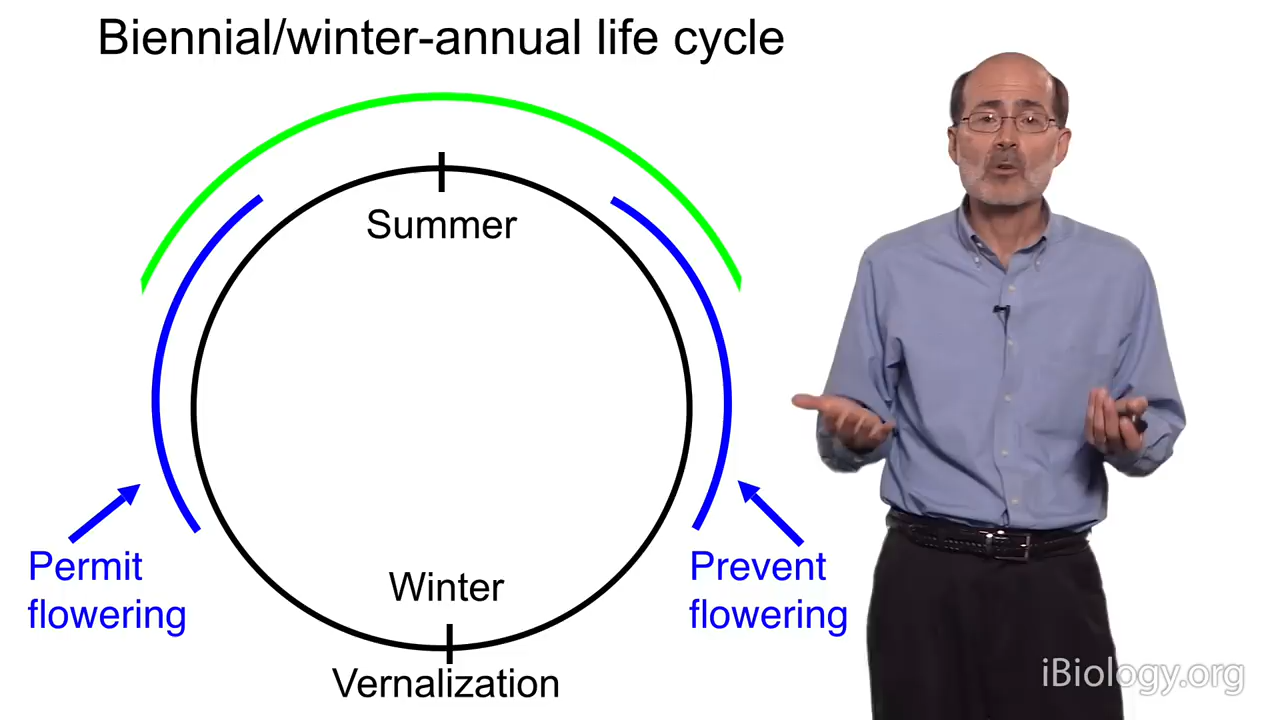 Biennial/winter-annual life cycle
Summer
Permit
flowering
Winter
Prevent
flowering
Vernalization
iBiology.org